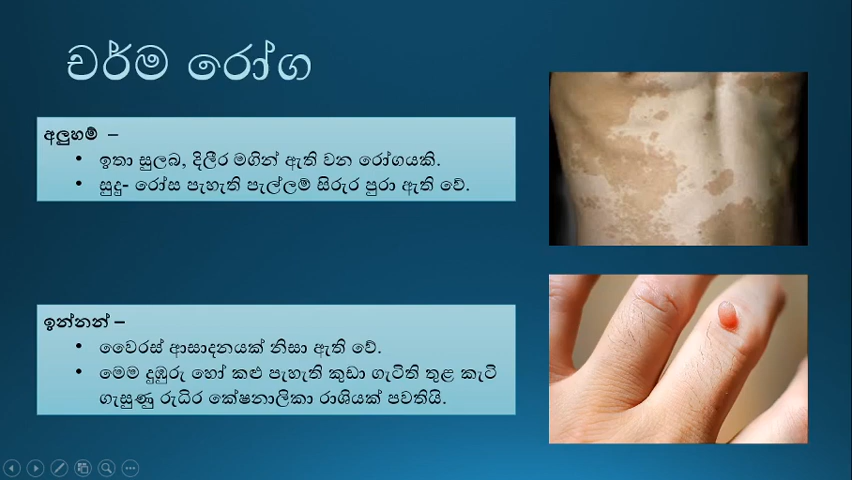 චර්ම රෝග
අලුහම් –
• ඉතා සුලබ, දිලීර මගින් ඇති වන රෝගයකි.
• සුදු- රෝස පැහැති පැල්ලම් සිරුර පුරා ඇති වේ.
ඉන්නන් –
• වෛරස් ආසාදනයක් නිසා ඇති වේ.
• මෙම දුඹුරු හෝ කළු පැහැති කුඩා ගැටිති තුළ කැටි
ගැසුණු රුධිර කේෂනාලිකා රාශියක් පවතියි.